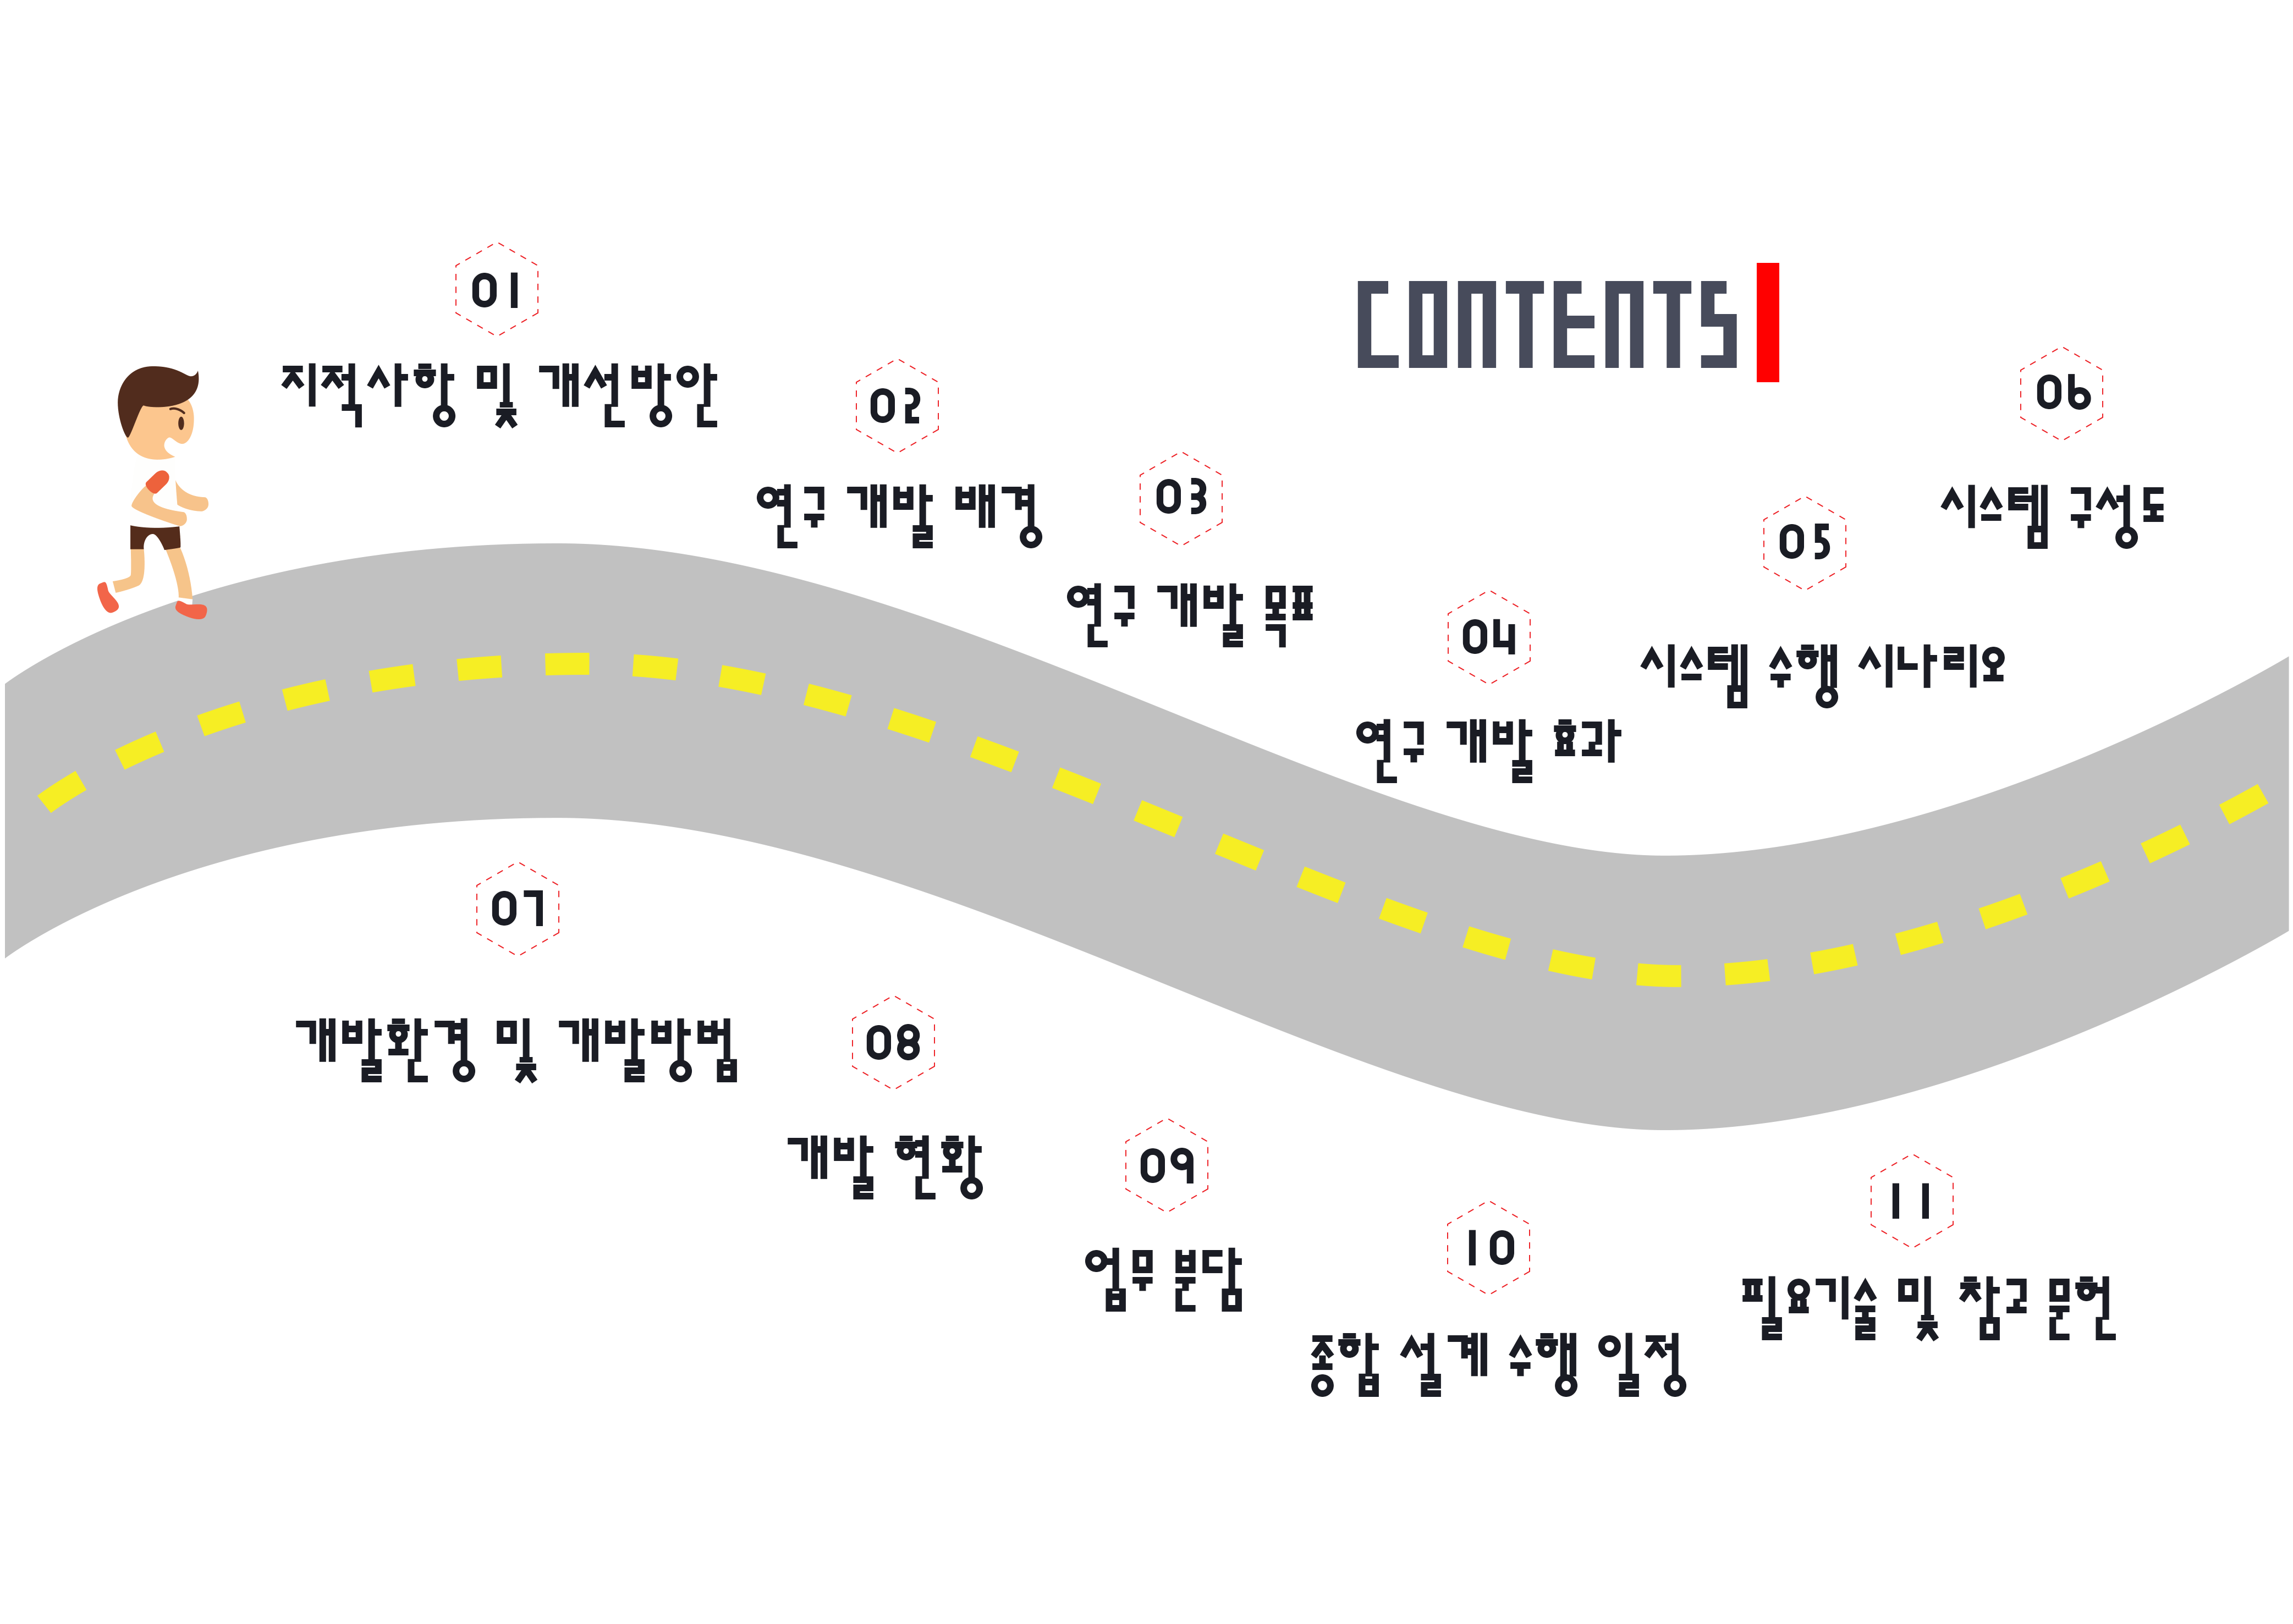 CONTENTS
01
지적사항 및 개선방안
02
연구 개발 배경
03
연구 개발 목표
04
연구 개발 효과
05
시스템 수행 시나리오
06
시스템 구성도
07
개발환경 및 개발방법
08
개발 현황
09
업무 분담
10
종합 설계 수행 일정
11
필요기술 및 참고 문헌